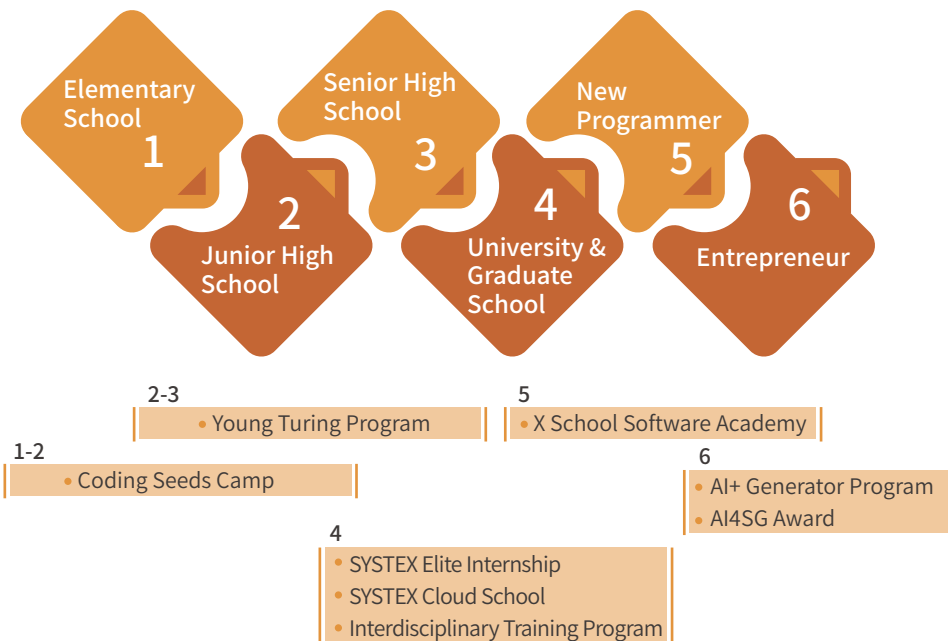 Elementary
School
1
2
Junior High
School
Senior High
School
3
4
University &
Graduate
School
New
Programmer
5
6
Entrepreneur
2-3
• Young Turing Program
5
• X School Software Academy
1-2
• Coding Seeds Camp
6
• AI+ Generator Program
• AI4SG Award
4
• SYSTEX Elite Internship
• SYSTEX Cloud School
• Interdisciplinary Training Program